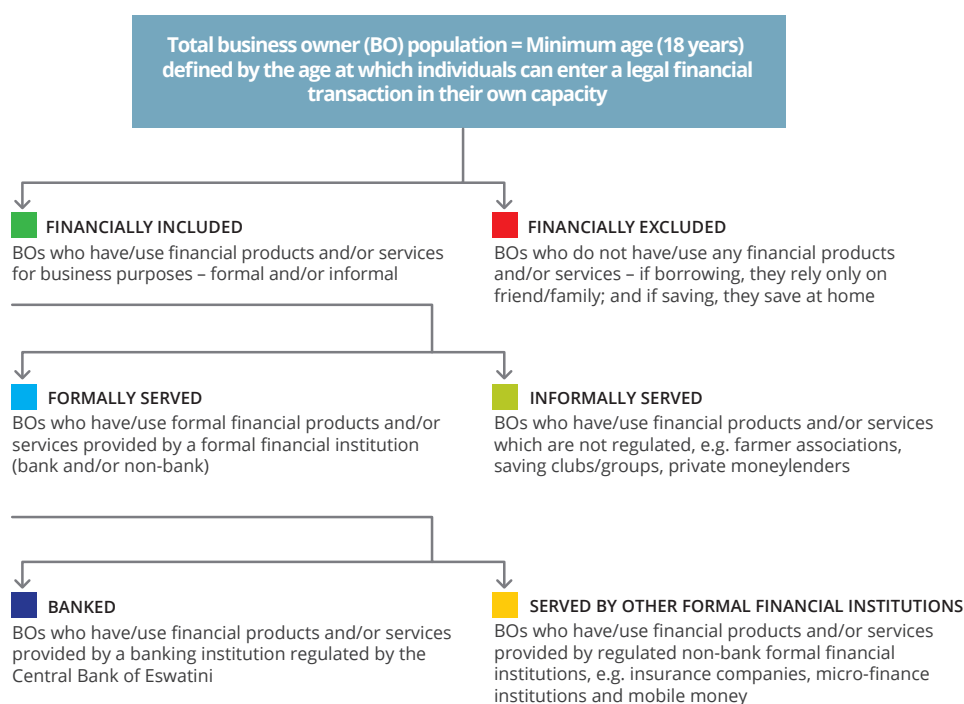 Total business owner (BO) population = Minimum age (18 years)
defined by the age at which individuals can enter a legal financial
transaction in their own capacity
FINANCIALLY INCLUDED
BOs who have/use financial products and/or services
for business purposes – formal and/or informal
FINANCIALLY EXCLUDED
BOs who do not have/use any financial products
and/or services – if borrowing, they rely only on
friend/family; and if saving, they save at home
FORMALLY SERVED
BOs who have/use formal financial products and/or
services provided by a formal financial institution
(bank and/or non-bank)
INFORMALLY SERVED
BOs who have/use financial products and/or services
which are not regulated, e.g. farmer associations,
saving clubs/groups, private moneylenders
BANKED
BOs who have/use financial products and/or services
provided by a banking institution regulated by the
Central Bank of Eswatini
SERVED BY OTHER FORMAL FINANCIAL INSTITUTIONS
BOs who have/use financial products and/or services
provided by regulated non-bank formal financial
institutions, e.g. insurance companies, micro-finance
institutions and mobile money